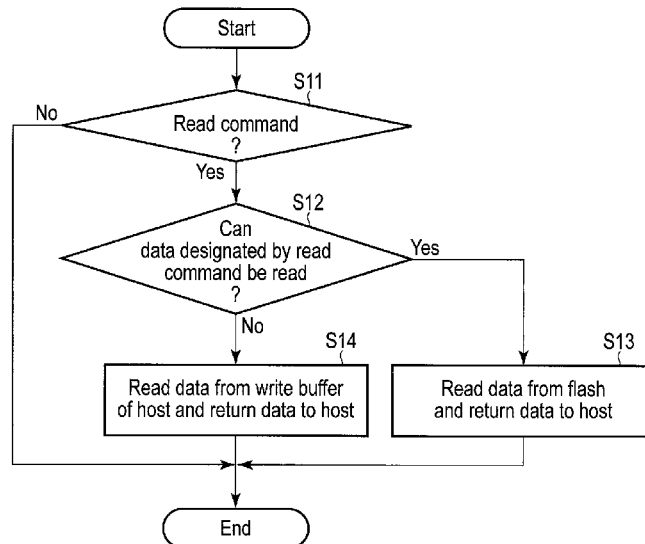 Start
S11
No
Read command
?
Yes
S12
Can
data designated by read
command be read
?
Yes
No
S14
S13
Read data from write buffer
of host and return data to host
Read data from flash
and return data to host
End